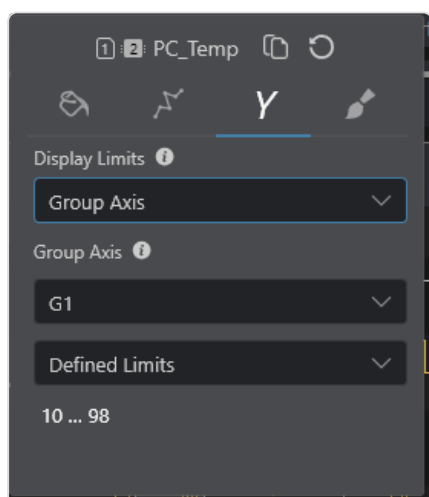 1 2 PC_Temp
Y
Display Limits i
Group Axis
Group Axis i
G1
Defined Limits
10 ... 98